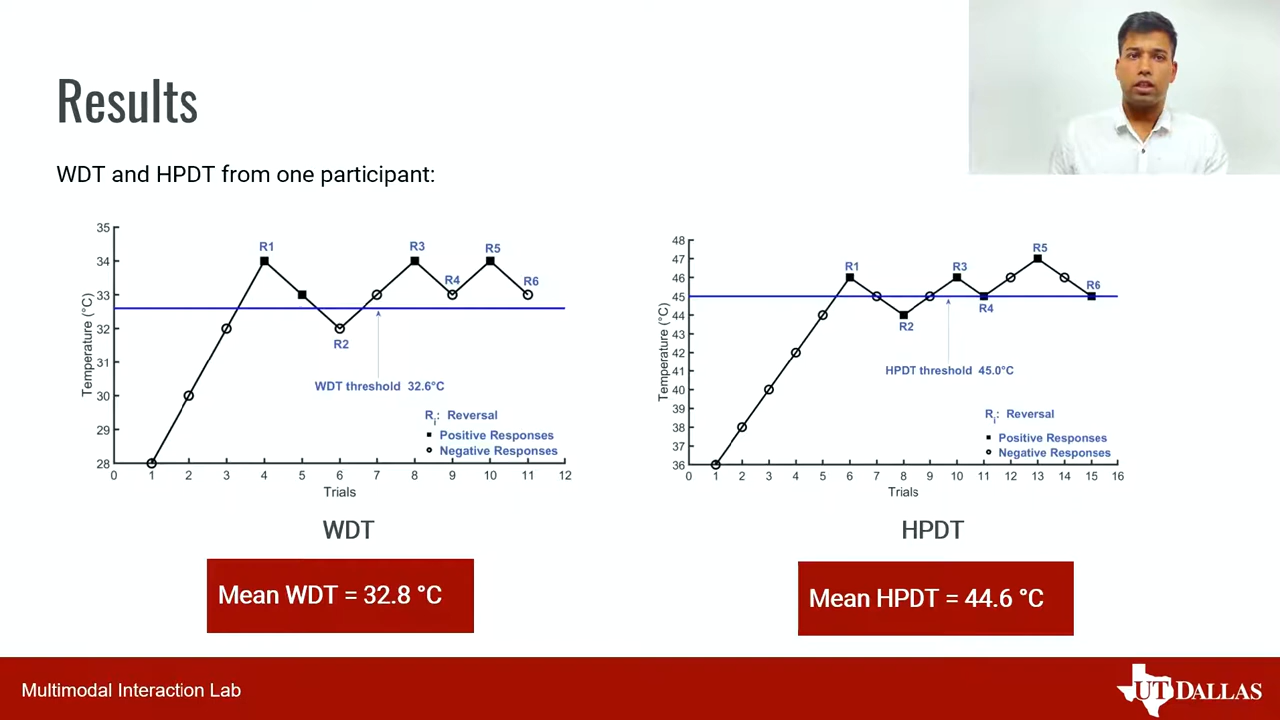 Results
WDT and HPDT from one participant:
35
34
33
32
31
30
29
28
Temperature (°C)
R1
R2
R3
R4
R5
R6
WDT threshold 32.6°C
Ri: Reversal
Positive Responses
Negative Responses
0 1 2 3 4 5 6 7 8 9 10 11 12
Trials
WDT
Mean WDT = 32.8 °C
48
47
46
45
44
43
42
41
40
39
38
37
36
Temperature (°C)
R1
R2
R3
R4
R5
R6
HPDT threshold 45.0°C
Ri: Reversal
Positive Responses
Negative Responses
0 1 2 3 4 5 6 7 8 9 10 11 12 13 14 15 16
Trials
HPDT
Mean HPDT = 44.6 °C
Multimodal Interaction Lab
UT DALLAS